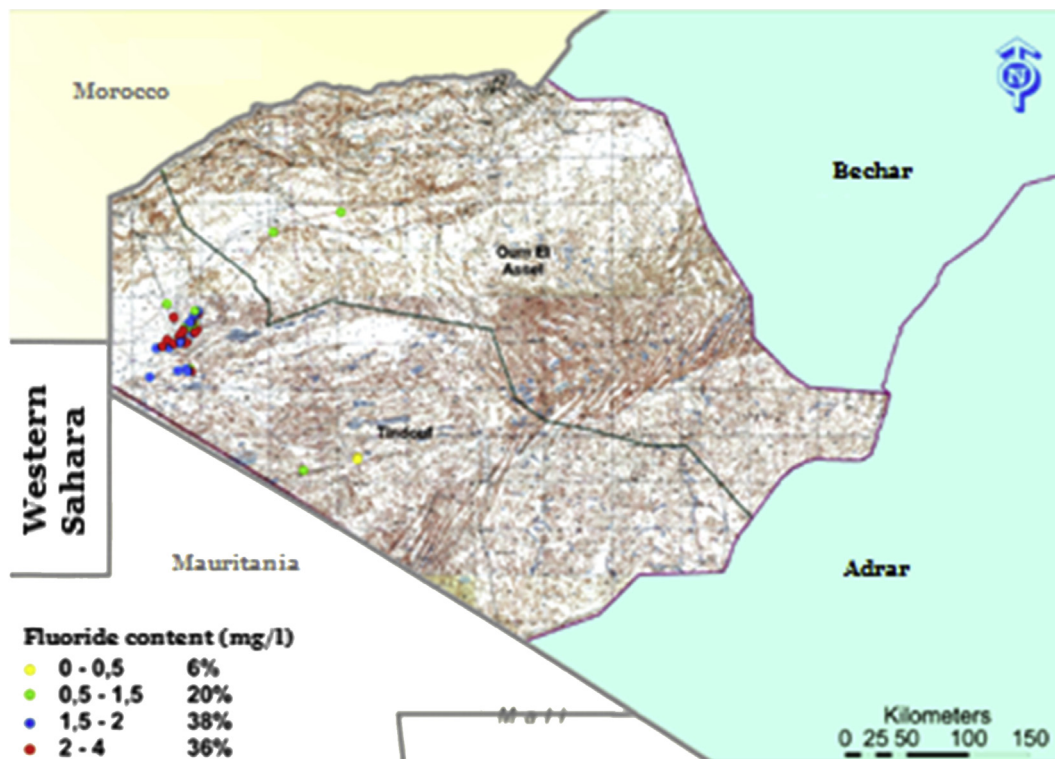 Morocco
N
Bechar
Oum El
Assel
Western
Sahara
Tindouf
Mauritania
Adrar
Fluoride content (mg/l)
0 - 0,5 6%
0,5 - 1,5 20%
1,5 - 2 38%
2 - 4 36%
Mali
Kilometers
0 25 50 100 150